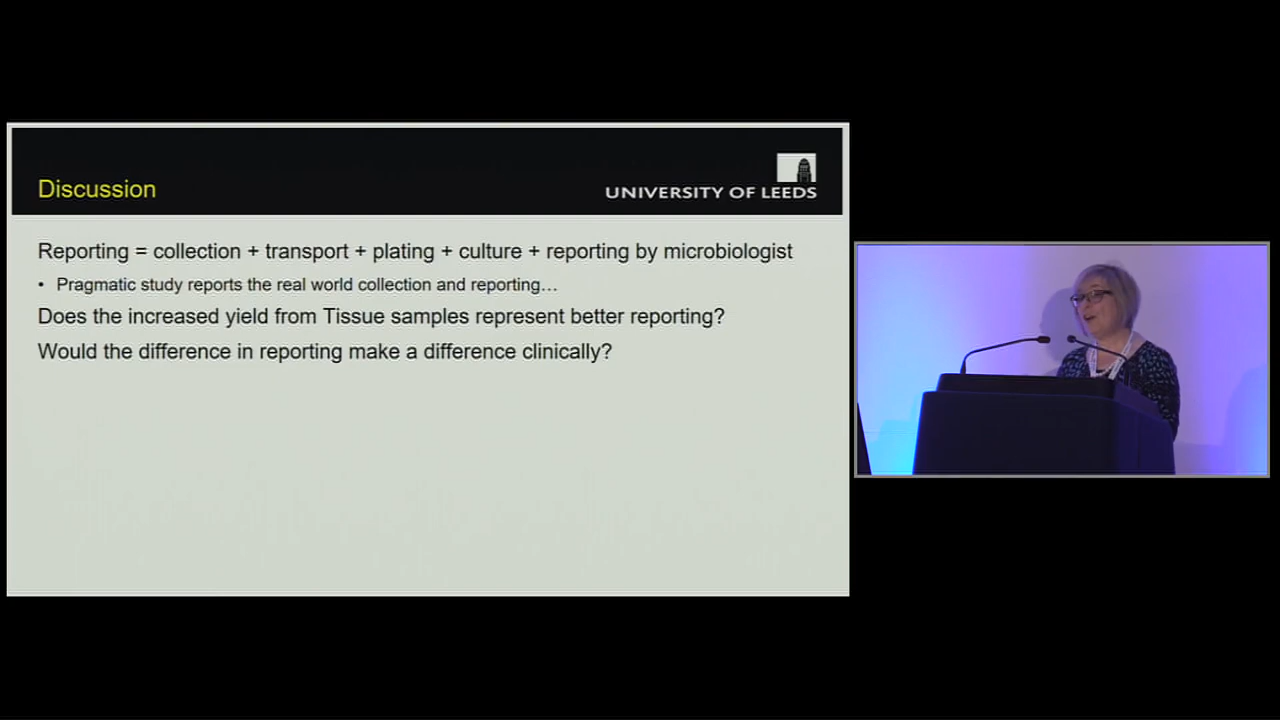 Discussion
UNIVERSITY OF LEEDS
Reporting = collection + transport + plating + culture + reporting by microbiologist
• Pragmatic study reports the real world collection and reporting…
Does the increased yield from Tissue samples represent better reporting?
Would the difference in reporting make a difference clinically?